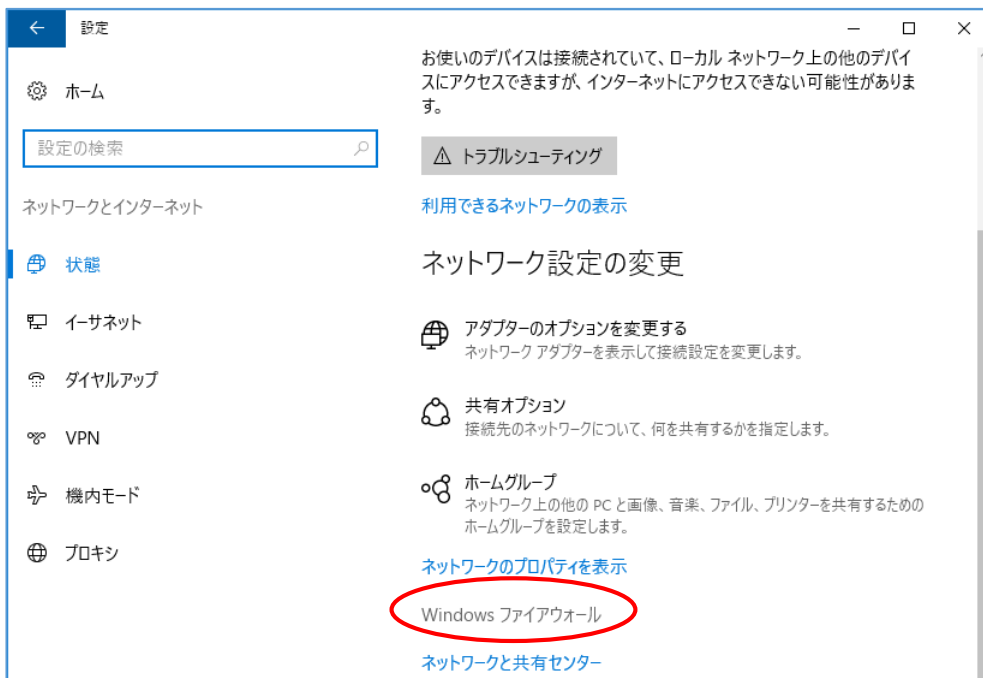 設定
ホーム
設定の検索
ネットワークとインターネット
状態
イーサネット
ダイヤルアップ
VPN
機内モード
プロキシ
お使いのデバイスは接続されていて、ローカル ネットワーク上の他のデバイ
スにアクセスできますが、インターネットにアクセスできない可能性がありま
す。
トラブルシューティング
利用できるネットワークの表示
ネットワーク設定の変更
アダプターのオプションを変更する
ネットワーク アダプターを表示して接続設定を変更します。
共有オプション
接続先のネットワークについて、何を共有するかを指定します。
ホームグループ
ネットワーク上の他の PC と画像、音楽、ファイル、プリンターを共有するための
ホームグループを設定します。
ネットワークのプロパティを表示
Windows ファイアウォール
ネットワークと共有センター